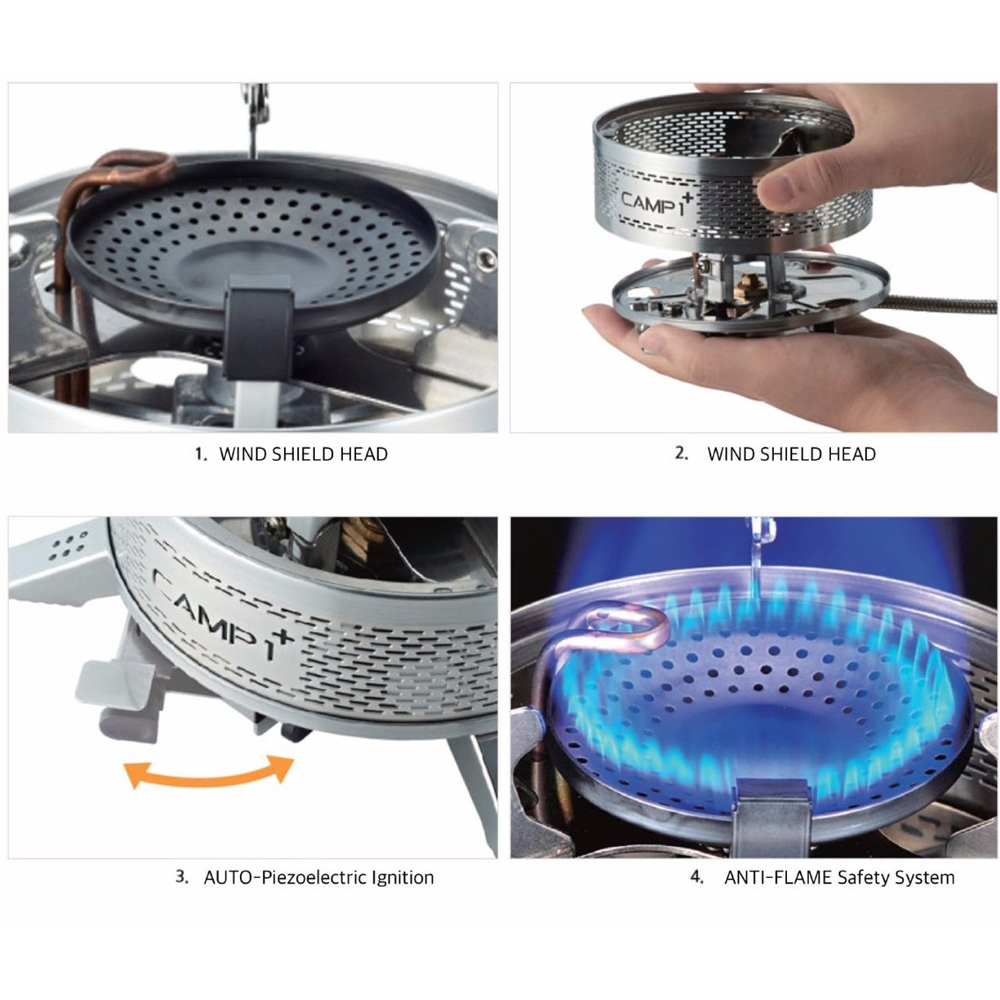 CAMP1+
1. WIND SHIELD HEAD
2. WIND SHIELD HEAD
CAMP1+
3. AUTO-Piezoelectric Ignition
4. ANTI-FLAME Safety System